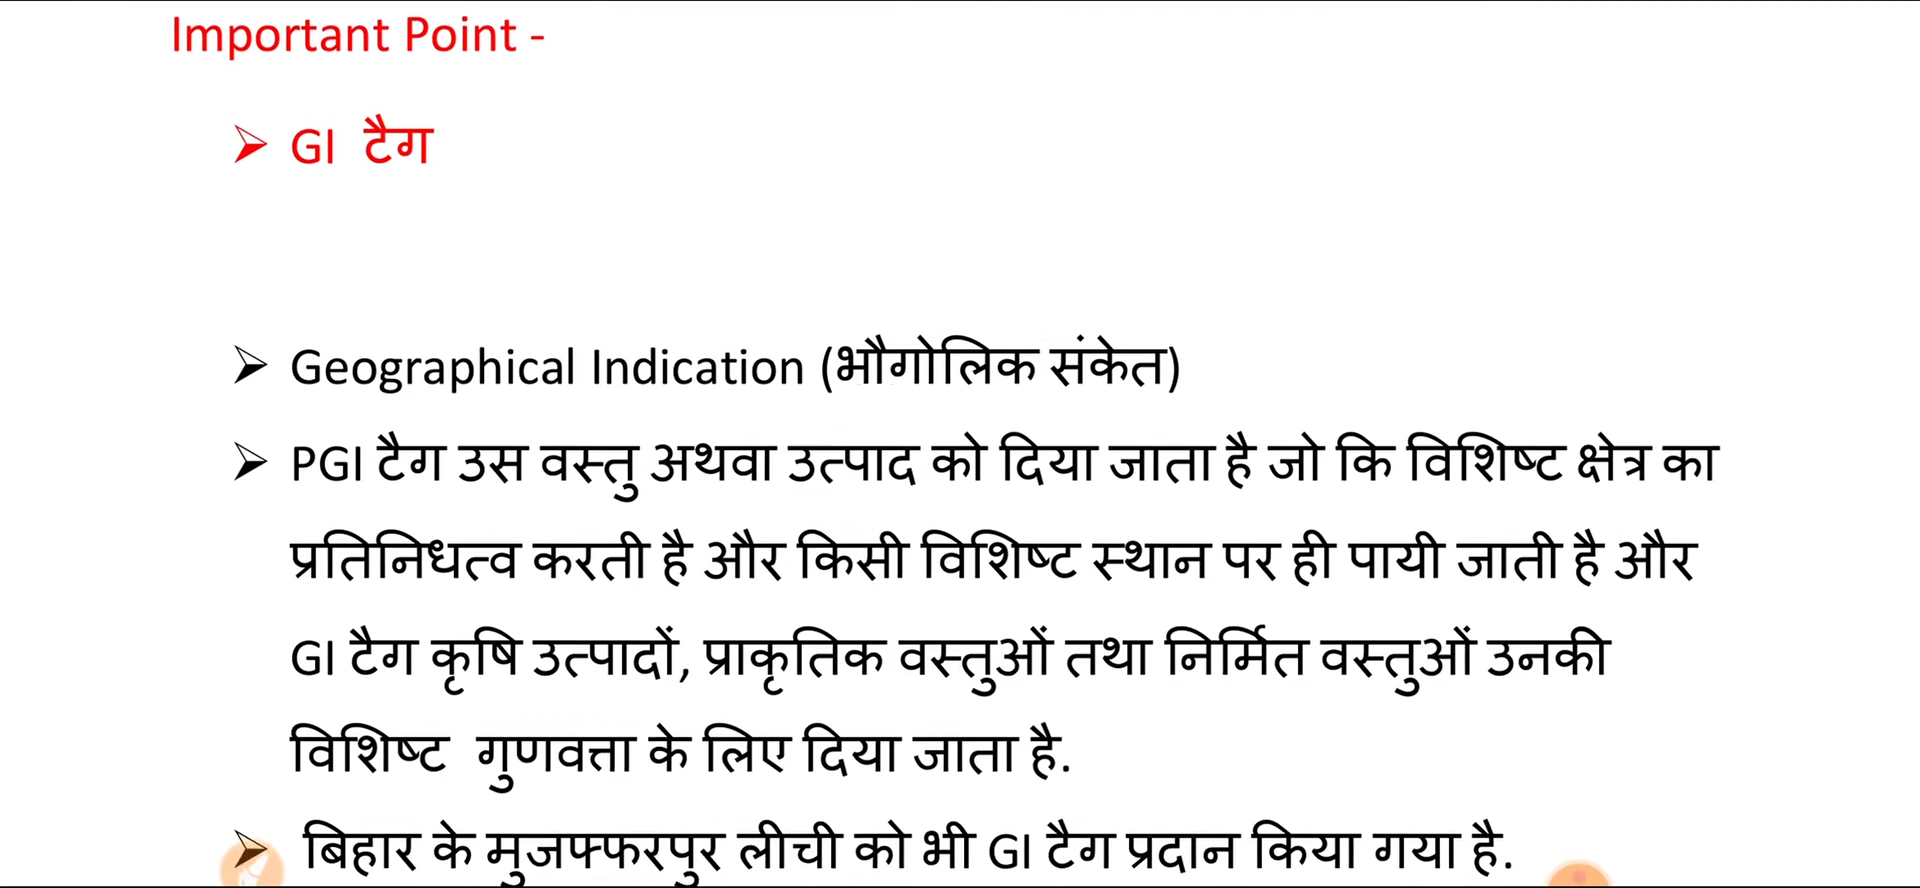 Important Point -
➢ GI टैग
➢ Geographical Indication (भौगोलिक संकेत)
➢ PGI टैग उस वस्तु अथवा उत्पाद को दिया जाता है जो कि विशिष्ट क्षेत्र का
प्रतिनिधत्व करती है और किसी विशिष्ट स्थान पर ही पायी जाती है और
GI टैग कृषि उत्पादों, प्राकृतिक वस्तुओं तथा निर्मित वस्तुओं उनकी
विशिष्ट गुणवत्ता के लिए दिया जाता है.
➢ बिहार के मुजफ्फरपुर लीची को भी GI टैग प्रदान किया गया है.